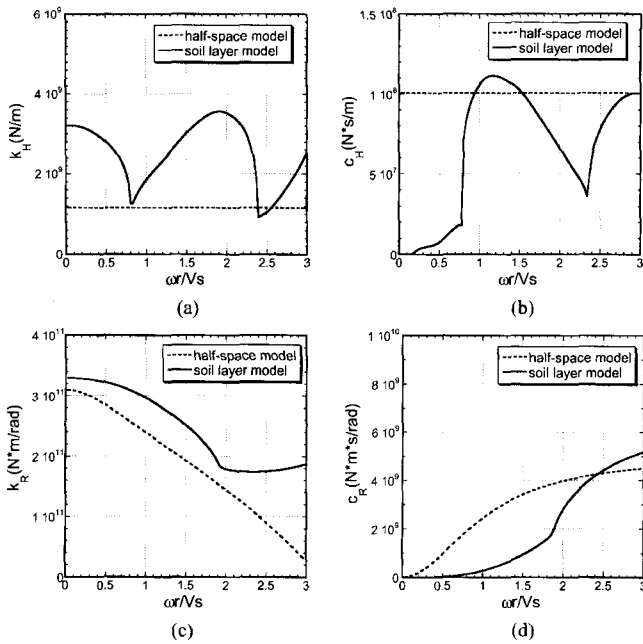 half-space model
soil layer model
6 10⁹
4 10⁹
2 10⁹
0
k_H(N/m)
0 0.5 1 1.5 2 2.5 3
ωr/Vs
(a)
half-space model
soil layer model
1.5 10⁸
1 10⁸
5 10⁷
0
c_H(N*s/m)
0 0.5 1 1.5 2 2.5 3
ωr/Vs
(b)
half-space model
soil layer model
4 10¹¹
3 10¹¹
2 10¹¹
1 10¹¹
0
k_R(N*m/rad)
0 0.5 1 1.5 2 2.5 3
ωr/Vs
(c)
half-space model
soil layer model
1 10¹⁰
8 10⁹
6 10⁹
4 10⁹
2 10⁹
0
c_R(N*m*s/rad)
0 0.5 1 1.5 2 2.5 3
ωr/Vs
(d)